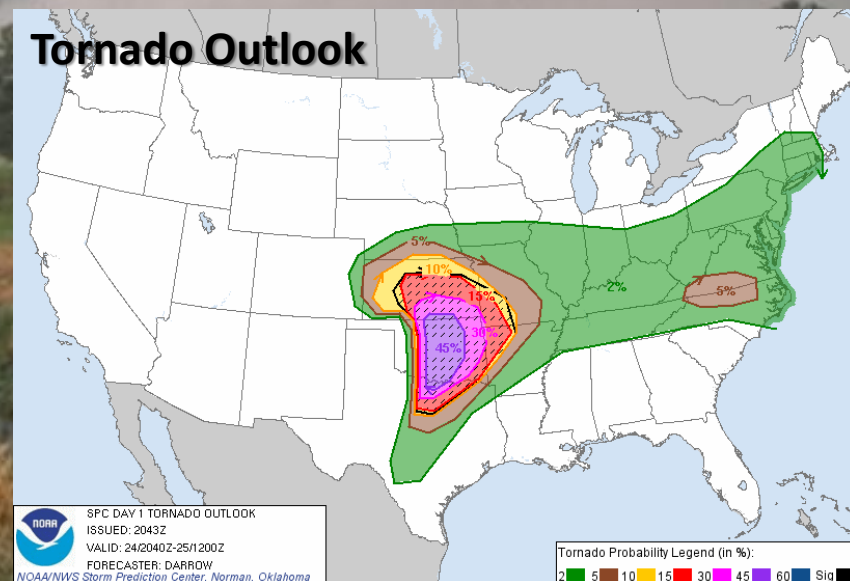 Tornado Outlook
5%
10%
15%
30%
45%
2%
5%
NOAA
SPC DAY 1 TORNADO OUTLOOK
ISSUED: 2043Z
VALID: 24/2040Z-25/1200Z
FORECASTER: DARROW
NOAA/NWS Storm Prediction Center, Norman, Oklahoma
Tornado Probability Legend (in %):
2 5 10 15 30 45 60 Sig